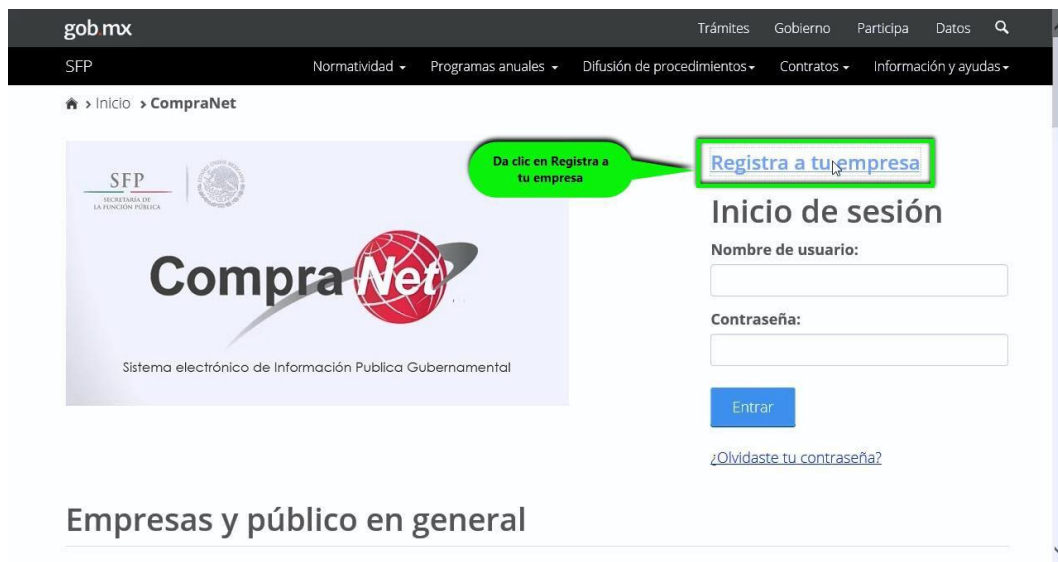 gob.mx
Trámites Gobierno Participa Datos
SFP
Normatividad Programas anuales Difusión de procedimientos Contratos Información y ayudas
> Inicio > CompraNet
SFP
SECRETARÍA DE
LA FUNCIÓN PÚBLICA
CompraNet
Sistema electrónico de Información Publica Gubernamental
Da clic en Registra a
tu empresa
Registra a tu empresa
Inicio de sesión
Nombre de usuario:
Contraseña:
Entrar
¿Olvidaste tu contraseña?
Empresas y público en general